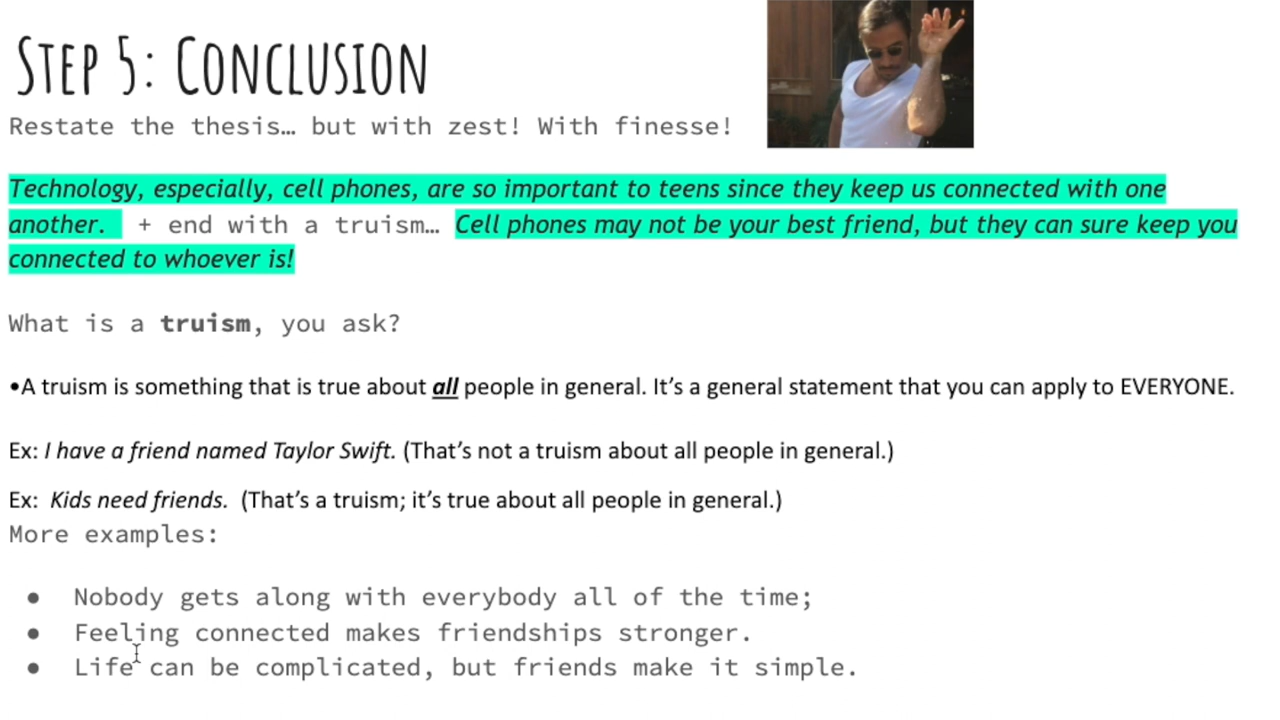 STEP 5: CONCLUSION
Restate the thesis… but with zest! With finesse!
Technology, especially, cell phones, are so important to teens since they keep us connected with one
another. + end with a truism… Cell phones may not be your best friend, but they can sure keep you
connected to whoever is!
What is a truism, you ask?
•A truism is something that is true about all people in general. It’s a general statement that you can apply to EVERYONE.
Ex: I have a friend named Taylor Swift. (That’s not a truism about all people in general.)
Ex: Kids need friends. (That’s a truism; it’s true about all people in general.)
More examples:
● Nobody gets along with everybody all of the time;
● Feeling connected makes friendships stronger.
● Life can be complicated, but friends make it simple.